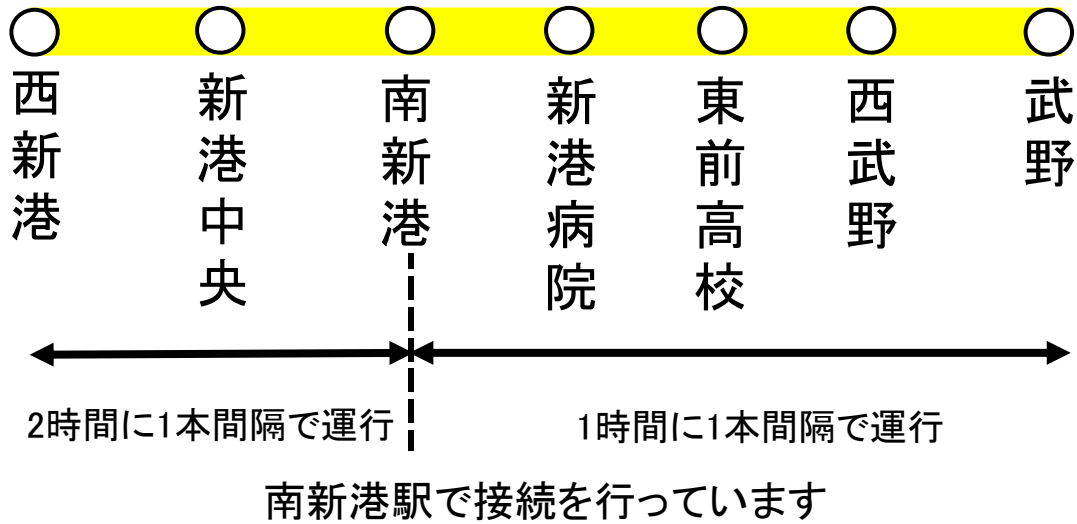 西新港
新港中央
南新港
新港病院
東前高校
西武野
武野
2時間に1本間隔で運行
1時間に1本間隔で運行
南新港駅で接続を行っています